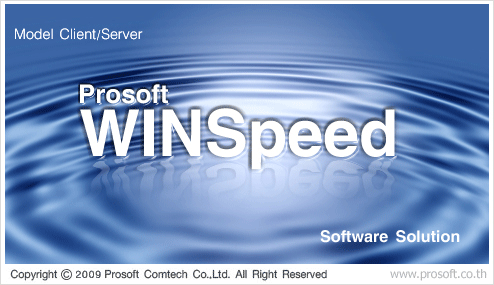 Model Client/Server
Prosoft
WINSpeed
Software Solution
Copyright © 2009 Prosoft Comtech Co.,Ltd. All Right Reserved
www.prosoft.co.th